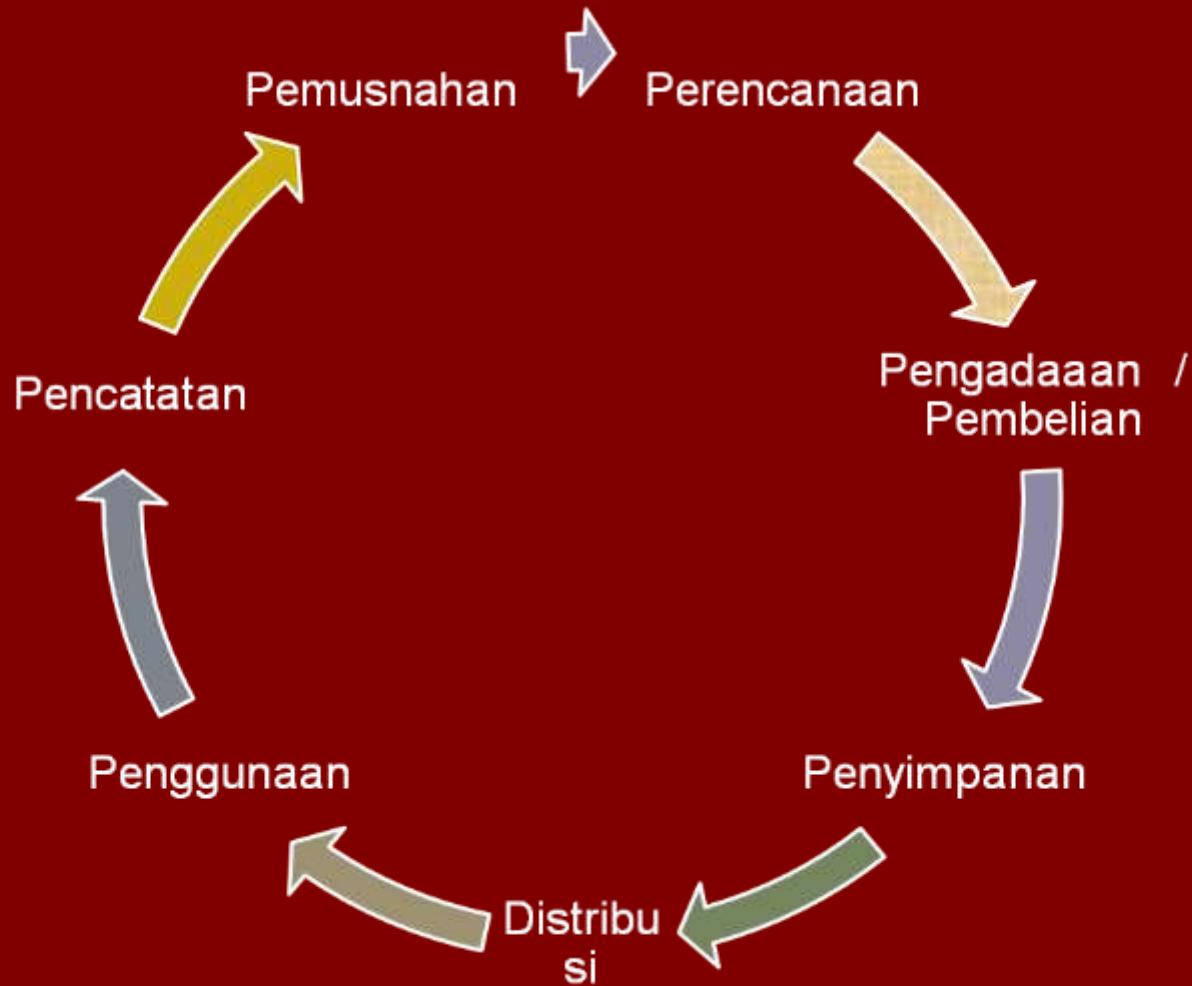 Pemusnahan
Perencanaan
Pengadaaan /
Pembelian
Penyimpanan
Distribu
si
Penggunaan
Pencatatan